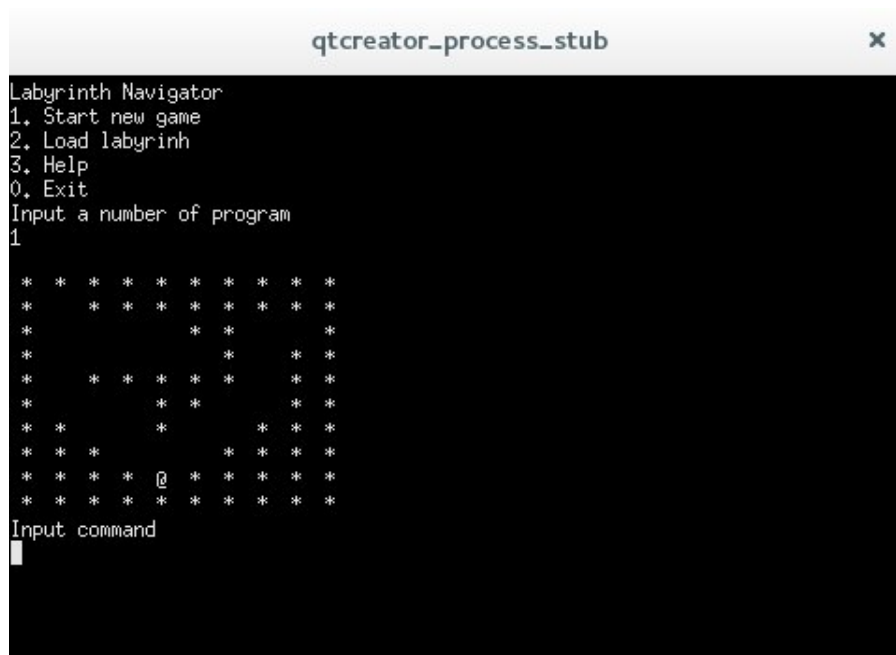 qtcreator_process_stub ×
Labyrinth Navigator
1. Start new game
2. Load labyrinh
3. Help
0. Exit
Input a number of program
1
 *  *  *  *  *  *  *  *  *  *
 *     *  *  *  *  *  *  *  *
 *              *  *        *
 *                 *     *  *
 *     *  *  *  *  *     *  *
 *           *  *        *  *
 *  *        *        *  *  *
 *  *  *           *  *  *  *
 *  *  *  *  @  *  *  *  *  *
 *  *  *  *  *  *  *  *  *  *
Input command